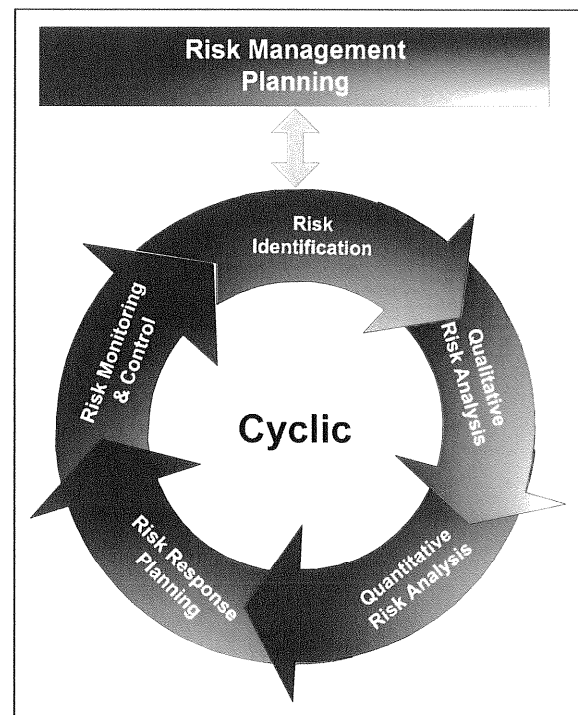 Risk Management
Planning
Risk
Identification
Qualitative
Risk Analysis
Quantitative
Risk Analysis
Risk Response
Planning
Risk Monitoring
& Control
Cyclic